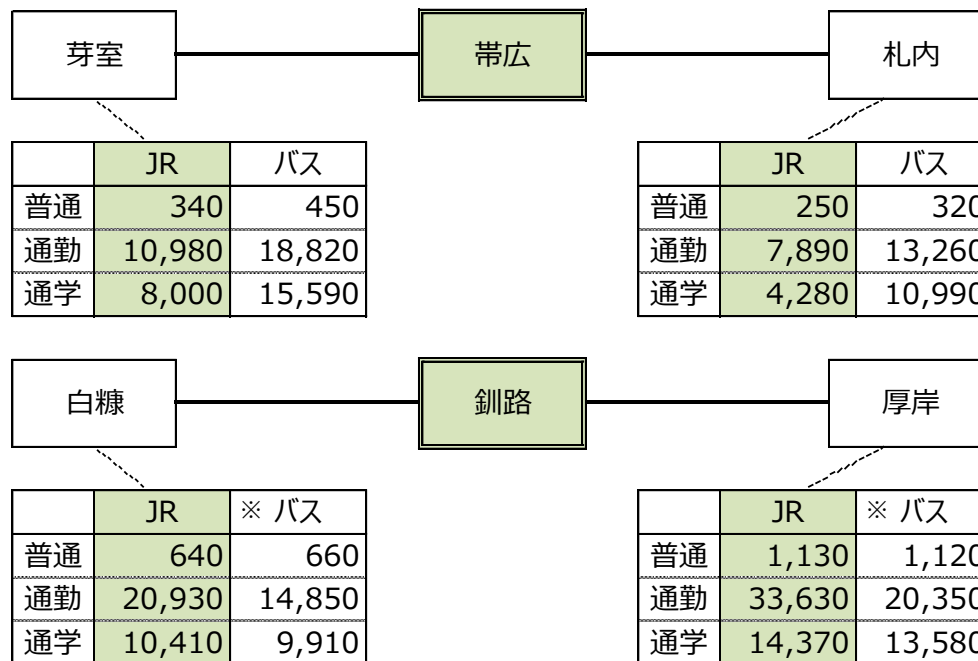 芽室 帯広 札内
JR バス JR バス
普通 340 450 普通 250 320
通勤 10,980 18,820 通勤 7,890 13,260
通学 8,000 15,590 通学 4,280 10,990
白糠 釧路 厚岸
JR ※ バス JR ※ バス
普通 640 660 普通 1,130 1,120
通勤 20,930 14,850 通勤 33,630 20,350
通学 10,410 9,910 通学 14,370 13,580